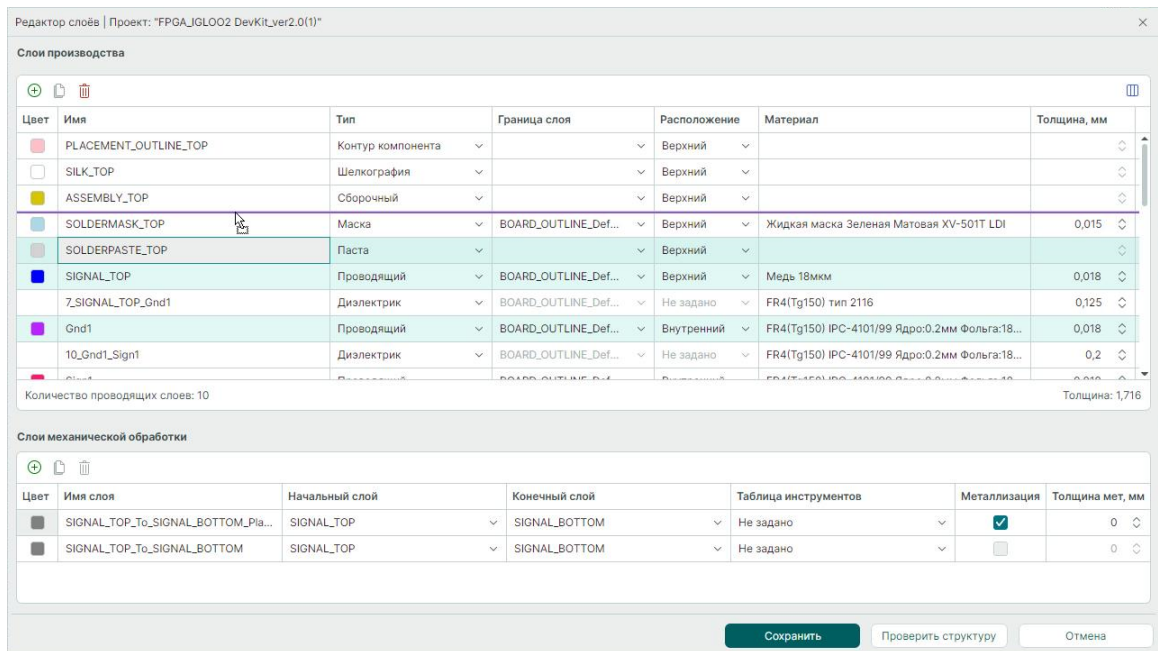 Редактор слоёв | Проект: "FPGA_IGLOO2 DevKit_ver2.0(1)"
Слои производства
Цвет Имя Тип Граница слоя Расположение Материал Толщина, мм
PLACEMENT_OUTLINE_TOP Контур компонента Верхний
SILK_TOP Шелкография Верхний
ASSEMBLY_TOP Сборочный Верхний
SOLDERMASK_TOP Маска BOARD_OUTLINE_Def... Верхний Жидкая маска Зеленая Матовая XV-501T LDI 0,015
SOLDERPASTE_TOP Паста Верхний
SIGNAL_TOP Проводящий BOARD_OUTLINE_Def... Верхний Медь 18мкм 0,018
7_SIGNAL_TOP_Gnd1 Диэлектрик BOARD_OUTLINE_Def... Не задано FR4(Tg150) тип 2116 0,125
Gnd1 Проводящий BOARD_OUTLINE_Def... Внутренний FR4(Tg150) IPC-4101/99 Ядро:0.2мм Фольга:18... 0,018
10_Gnd1_Sign1 Диэлектрик BOARD_OUTLINE_Def... Не задано FR4(Tg150) IPC-4101/99 Ядро:0.2мм Фольга:18... 0,2
Количество проводящих слоев: 10 Толщина: 1,716
Слои механической обработки
Цвет Имя слоя Начальный слой Конечный слой Таблица инструментов Металлизация Толщина мет, мм
SIGNAL_TOP_To_SIGNAL_BOTTOM_Pla... SIGNAL_TOP SIGNAL_BOTTOM Не задано 0
SIGNAL_TOP_To_SIGNAL_BOTTOM SIGNAL_TOP SIGNAL_BOTTOM Не задано 0
Сохранить Проверить структуру Отмена